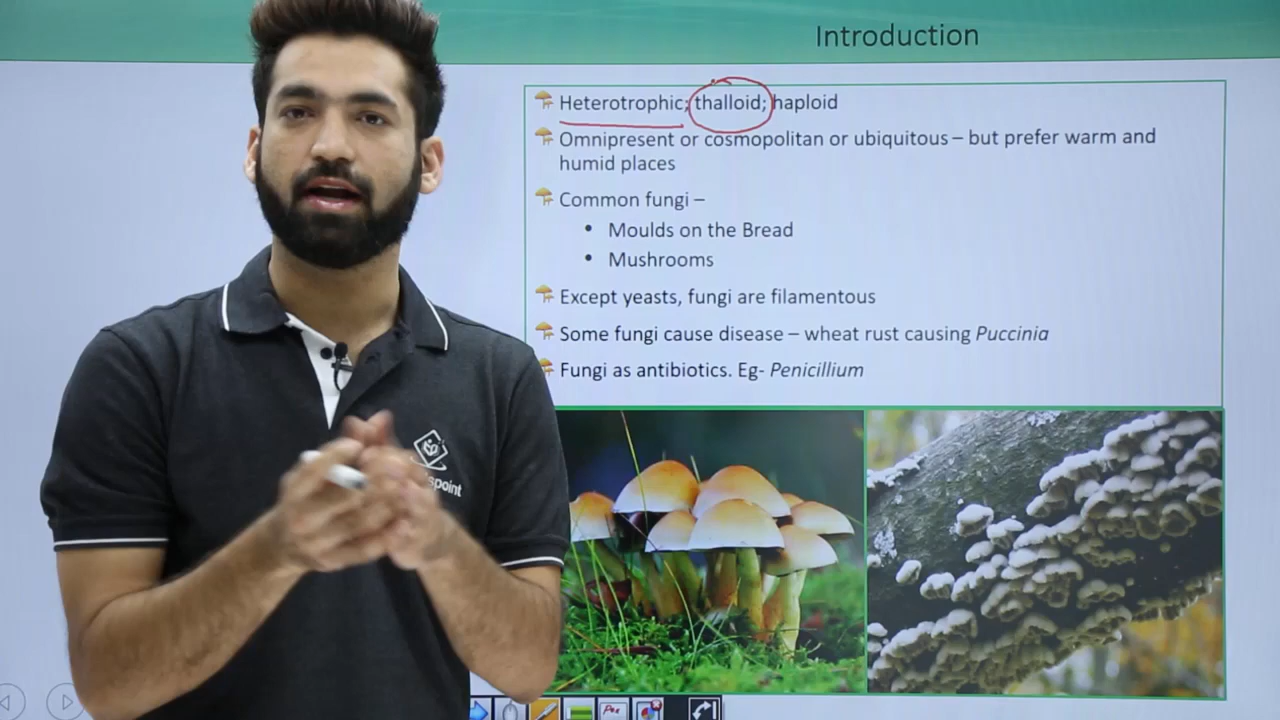 Introduction
Heterotrophic; thalloid; haploid
Omnipresent or cosmopolitan or ubiquitous – but prefer warm and
humid places
Common fungi –
• Moulds on the Bread
• Mushrooms
Except yeasts, fungi are filamentous
Some fungi cause disease – wheat rust causing Puccinia
Fungi as antibiotics. Eg- Penicillium
spoint
Pen